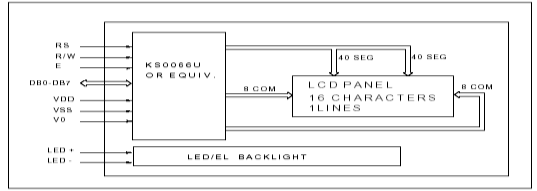 RS
R/W
E
DB0-DB7
VDD
VSS
V0
LED +
LED -
KS0066U
OR EQUIV.
40 SEG
40 SEG
8 COM
8 COM
LCD PANEL
16 CHARACTERS
1LINES
LED/EL BACKLIGHT